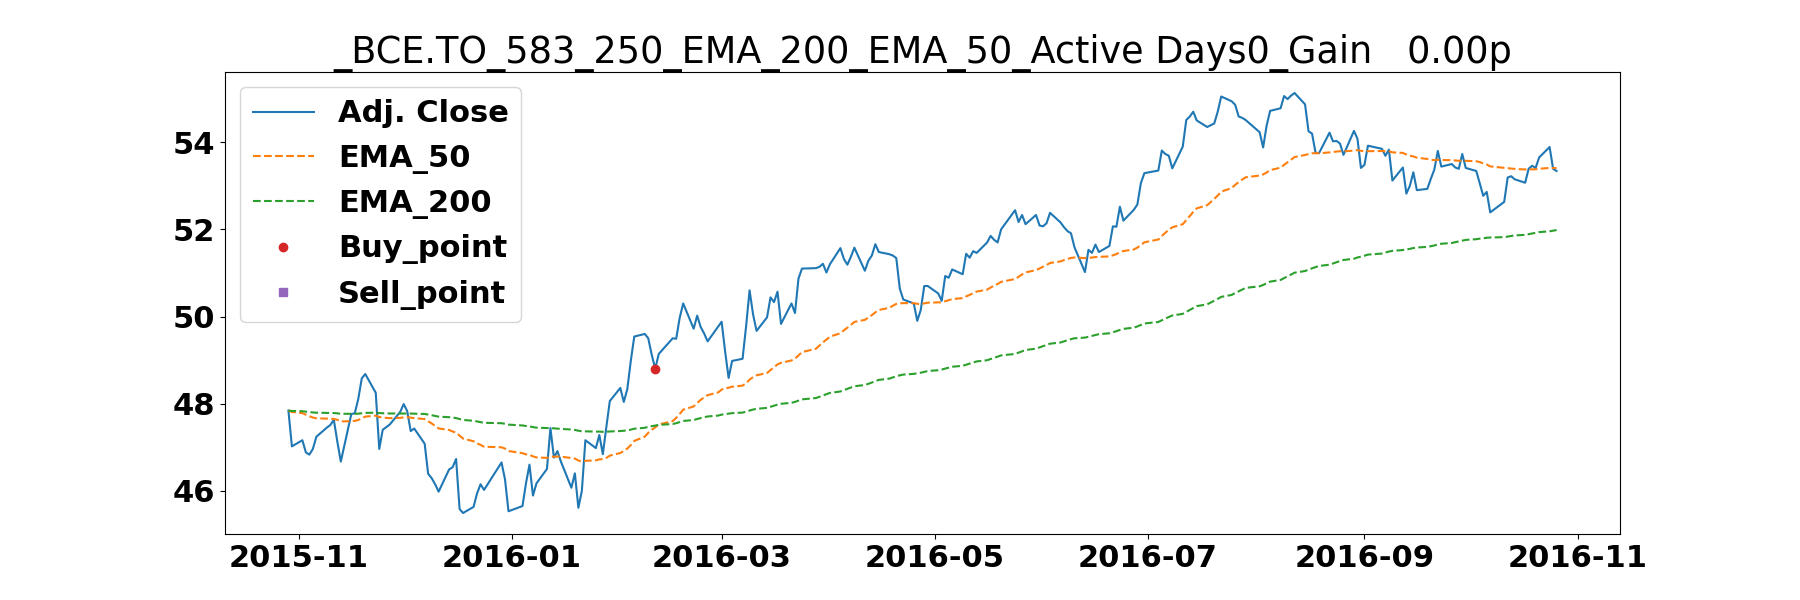 _BCE.TO_583_250_EMA_200_EMA_50_Active Days0_Gain   0.00p
Adj. Close
EMA_50
EMA_200
Buy_point
Sell_point
54
52
50
48
46
2015-11 2016-01 2016-03 2016-05 2016-07 2016-09 2016-11